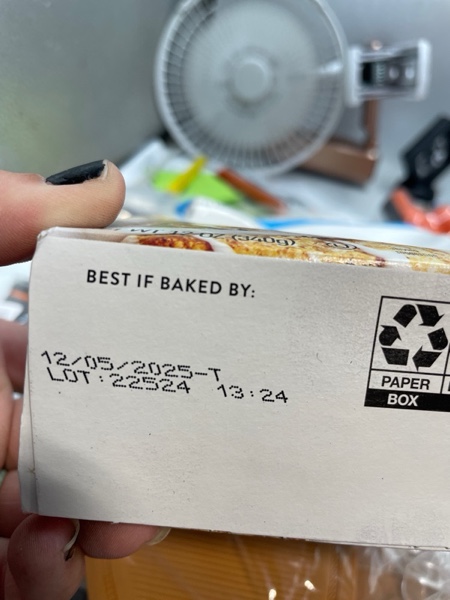 BEST IF BAKED BY:
12/05/2025-T
LOT:22524 13:24
PAPER
BOX